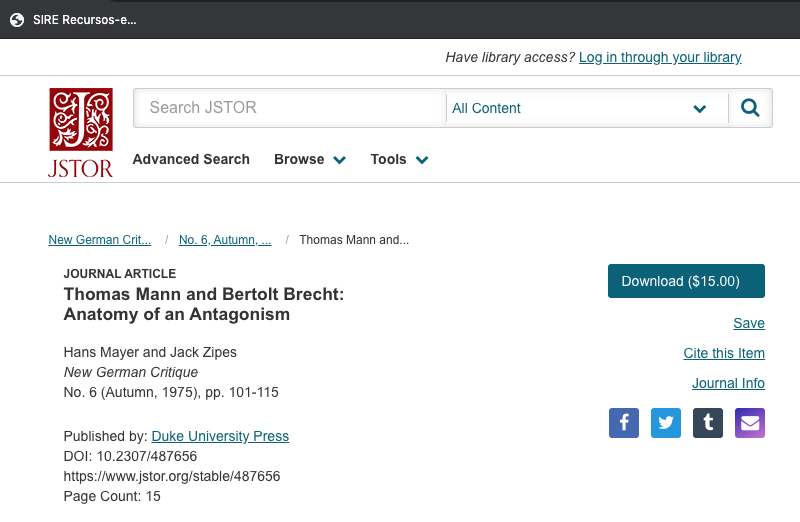 SIRE Recursos-e...
Have library access? Log in through your library
JSTOR
Search JSTOR
All Content
Advanced Search Browse Tools
New German Crit... / No. 6, Autumn, ... / Thomas Mann and...
JOURNAL ARTICLE
Thomas Mann and Bertolt Brecht:
Anatomy of an Antagonism
Hans Mayer and Jack Zipes
New German Critique
No. 6 (Autumn, 1975), pp. 101-115
Published by: Duke University Press
DOI: 10.2307/487656
https://www.jstor.org/stable/487656
Page Count: 15
Download ($15.00)
Save
Cite this Item
Journal Info